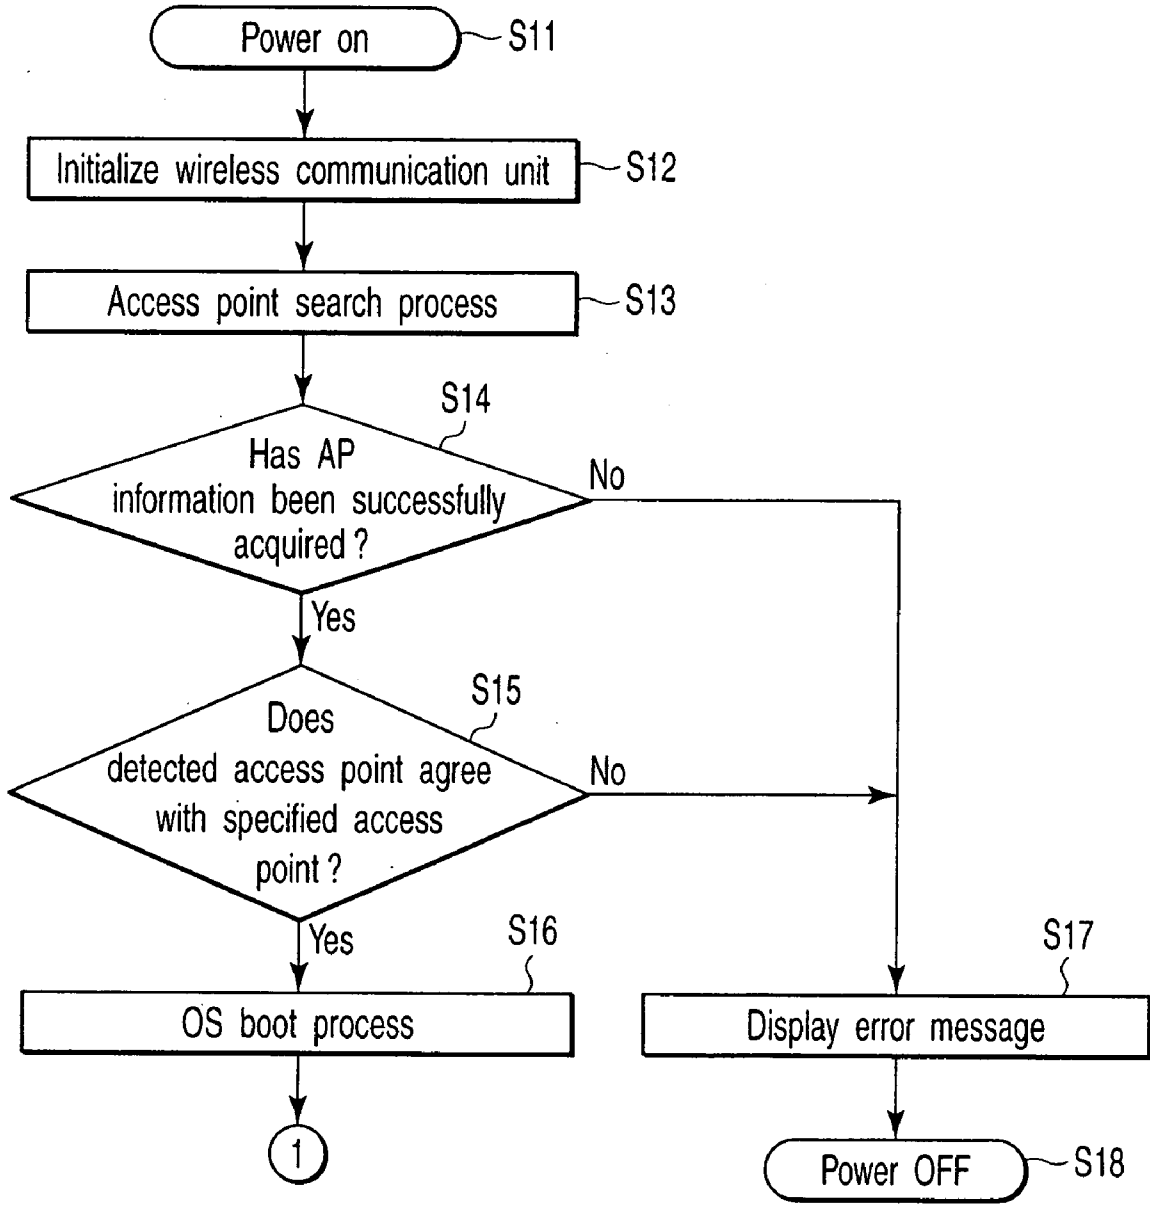 Power on
S11
Initialize wireless communication unit
S12
Access point search process
S13
S14
Has AP
information been successfully
acquired ?
No
Yes
S15
Does
detected access point agree
with specified access
point ?
No
Yes
S16
OS boot process
S17
Display error message
1
Power OFF
S18